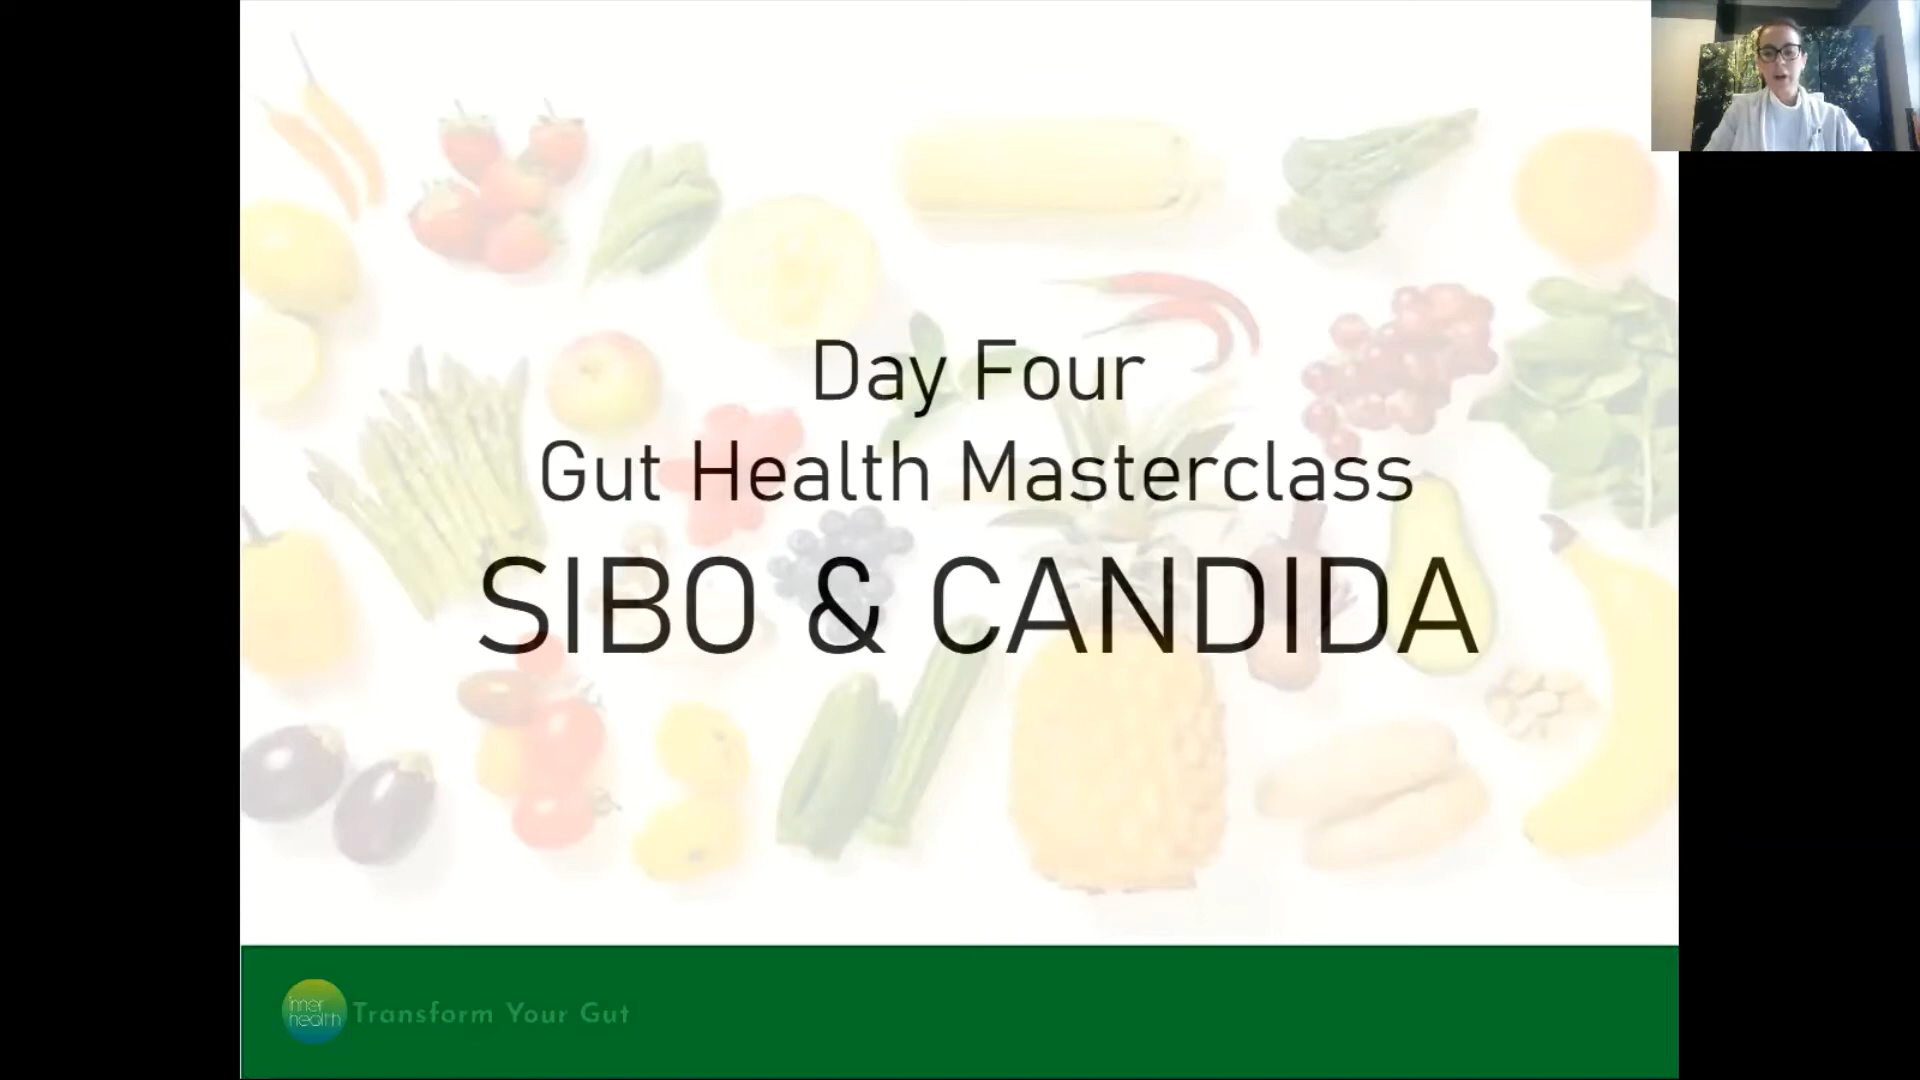 Day Four
Gut Health Masterclass
SIBO & CANDIDA
inner
health
Transform Your Gut